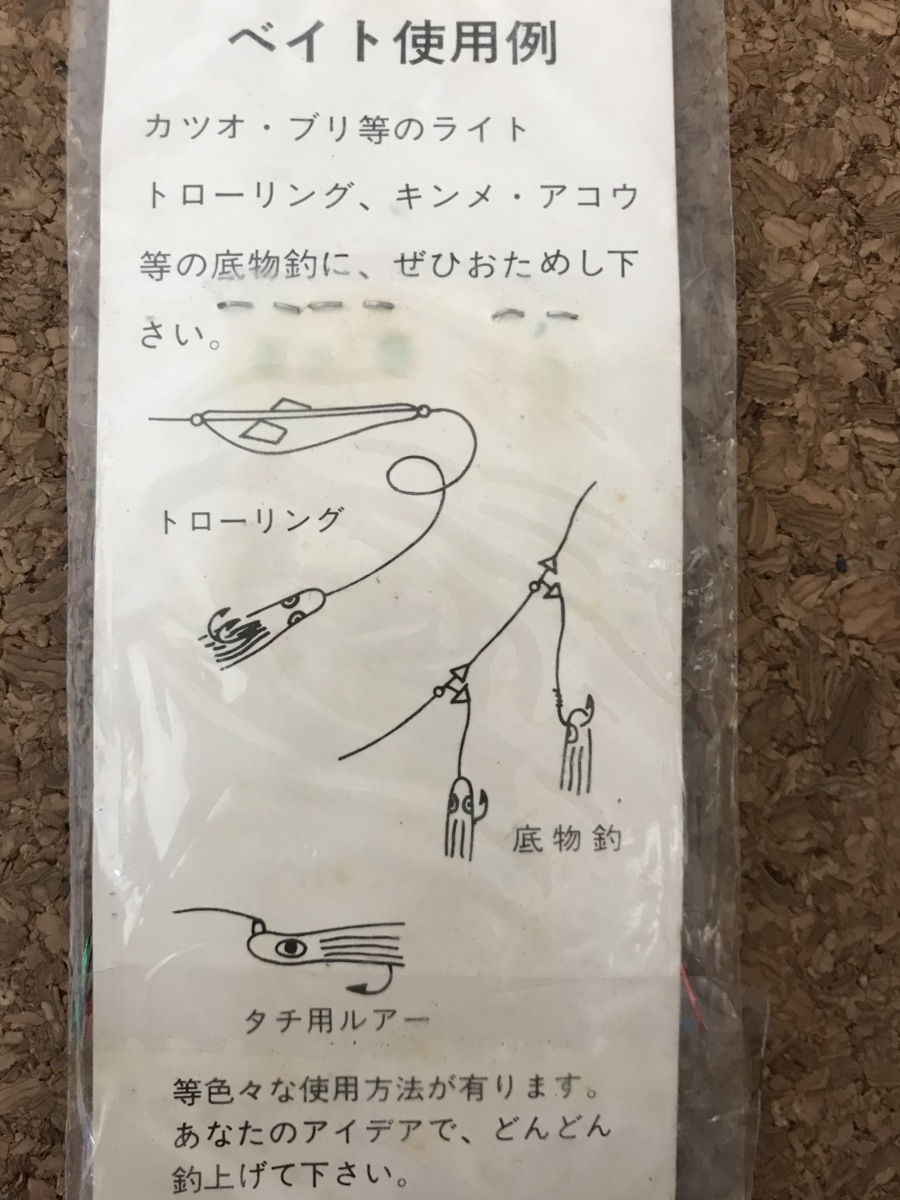 ベイト使用例
カツオ・ブリ等のライト
トローリング、キンメ・アコウ
等の底物釣に、ぜひおためし下
さい。
トローリング
底物釣
タチ用ルアー
等色々な使用方法が有ります。
あなたのアイデアで、どんどん
釣上げて下さい。